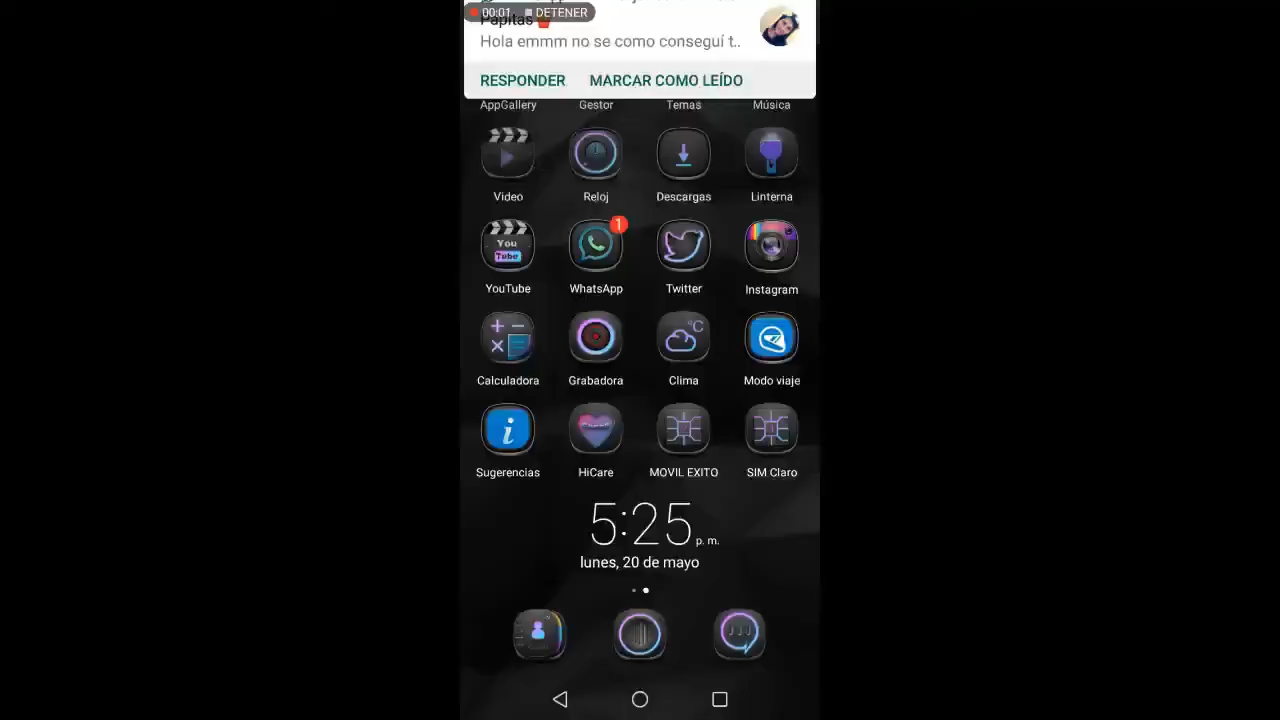 00:01 DETENER
Papitas
Hola emmm no se como conseguí t..
RESPONDER MARCAR COMO LEÍDO
AppGallery Gestor Temas Música
Video Reloj Descargas Linterna
You
Tube
1
°C
YouTube WhatsApp Twitter Instagram
Calculadora Grabadora Clima Modo viaje
i
Sugerencias HiCare MOVIL EXITO SIM Claro
5:25 p. m.
lunes, 20 de mayo